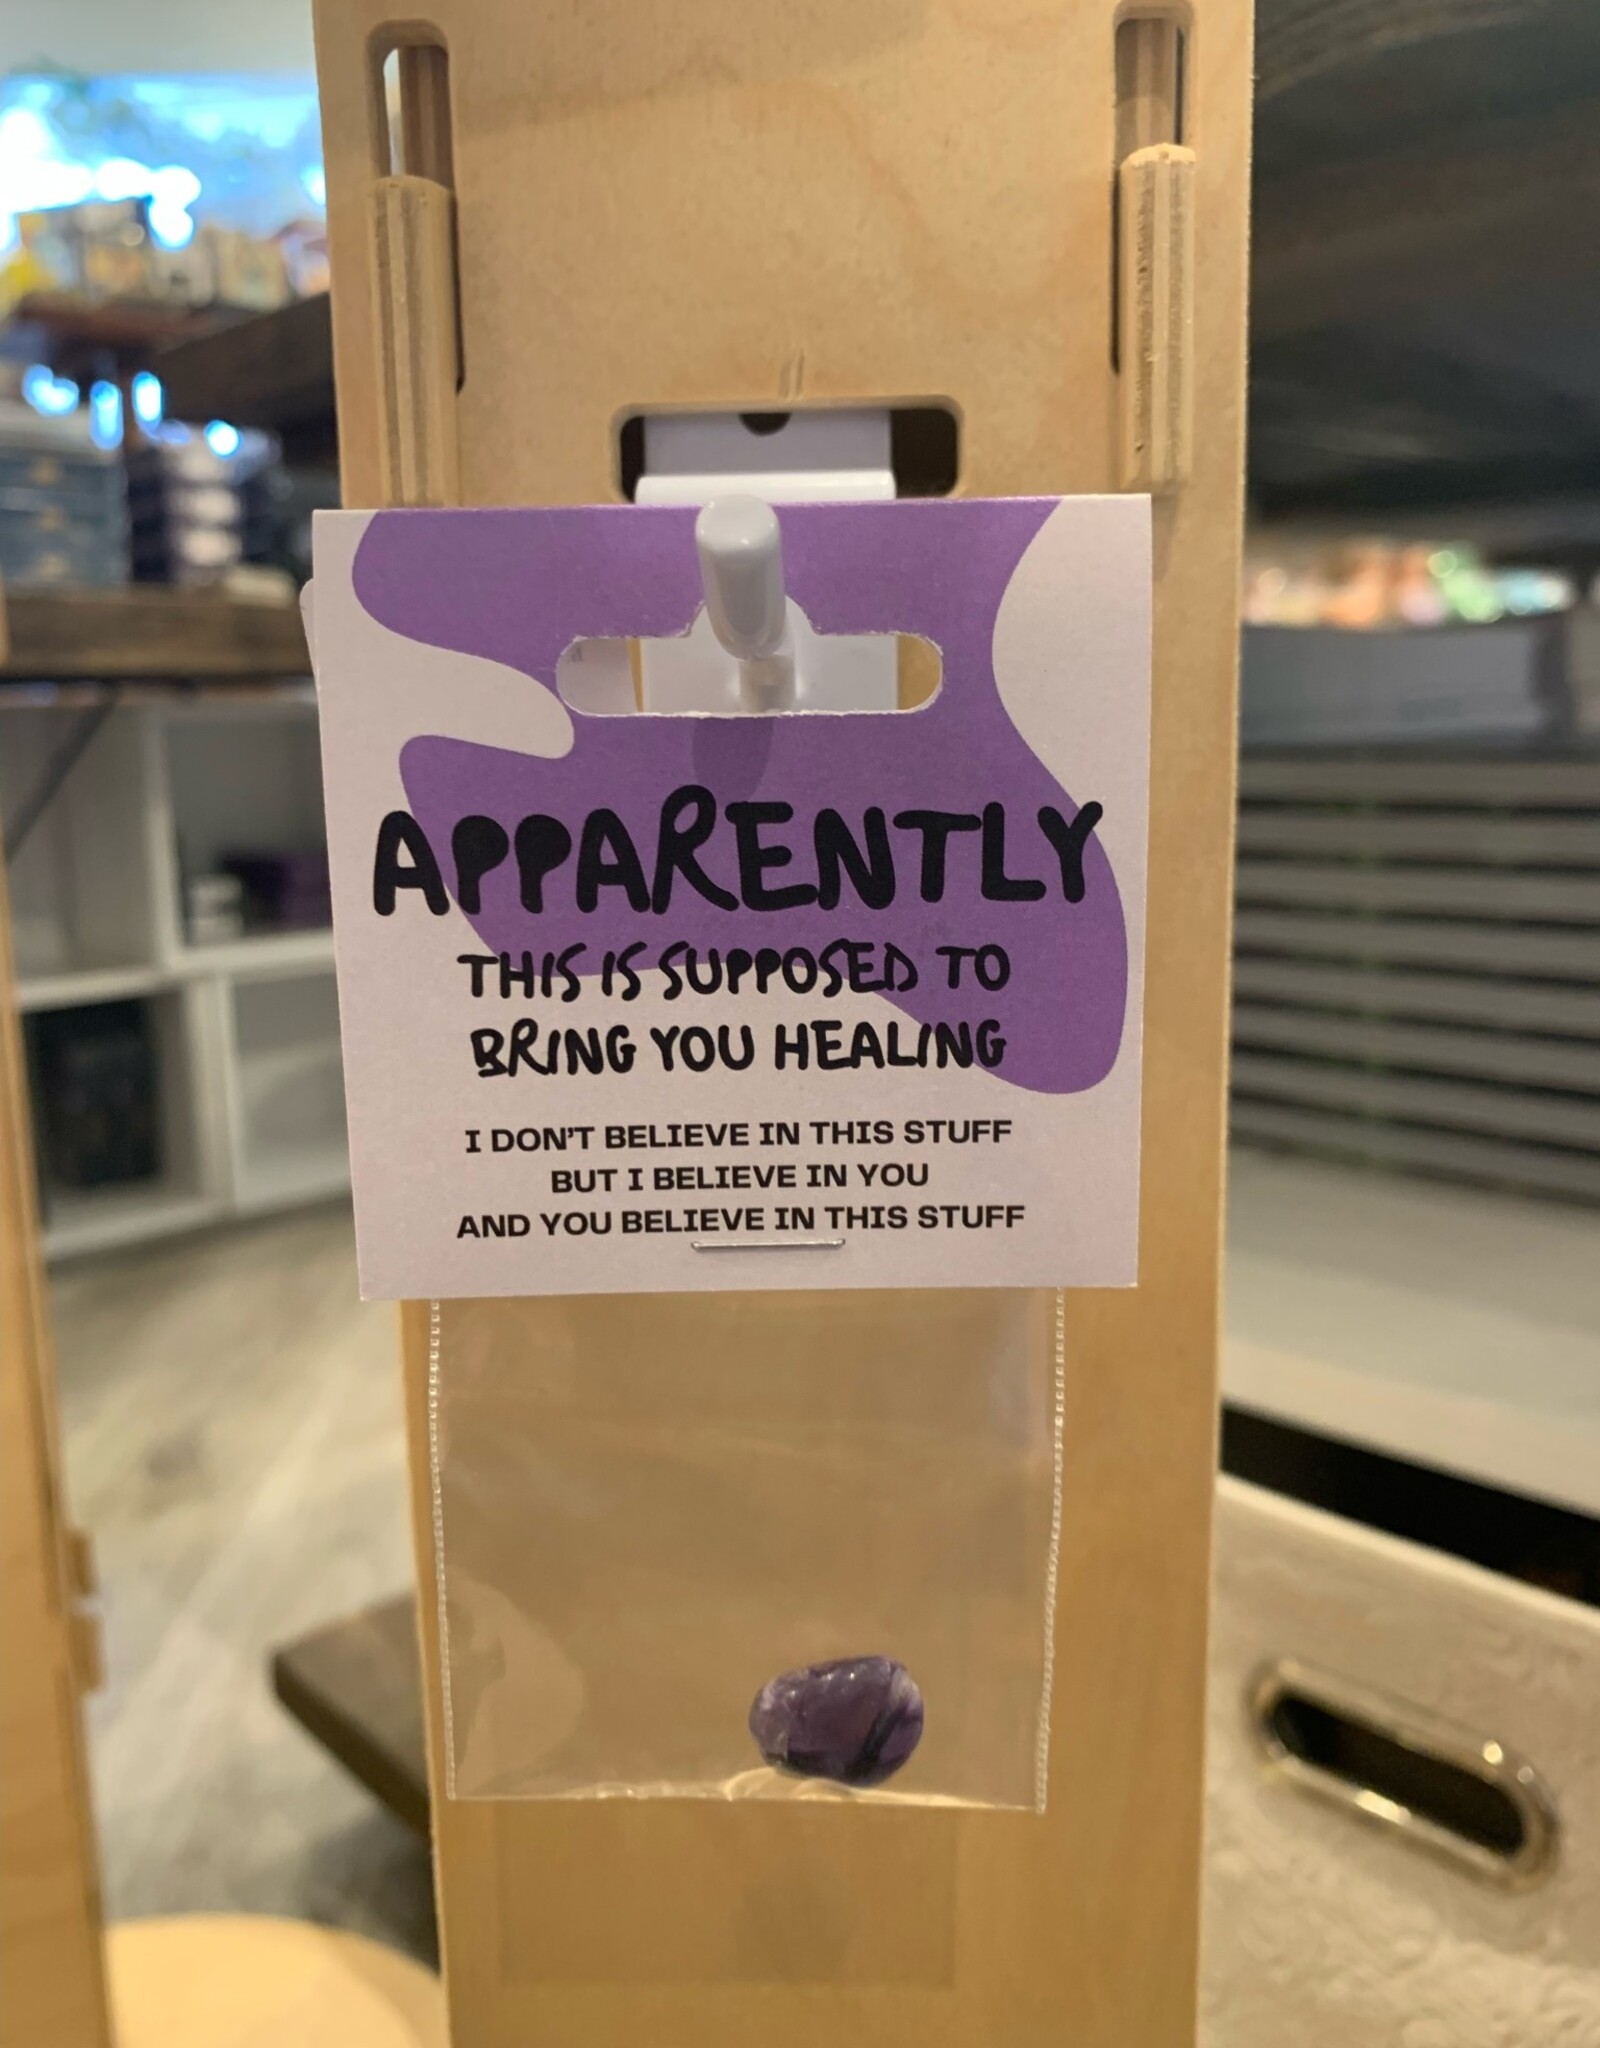 APPARENTLY
THIS IS SUPPOSED TO
BRING YOU HEALING
I DON'T BELIEVE IN THIS STUFF
BUT I BELIEVE IN YOU
AND YOU BELIEVE IN THIS STUFF